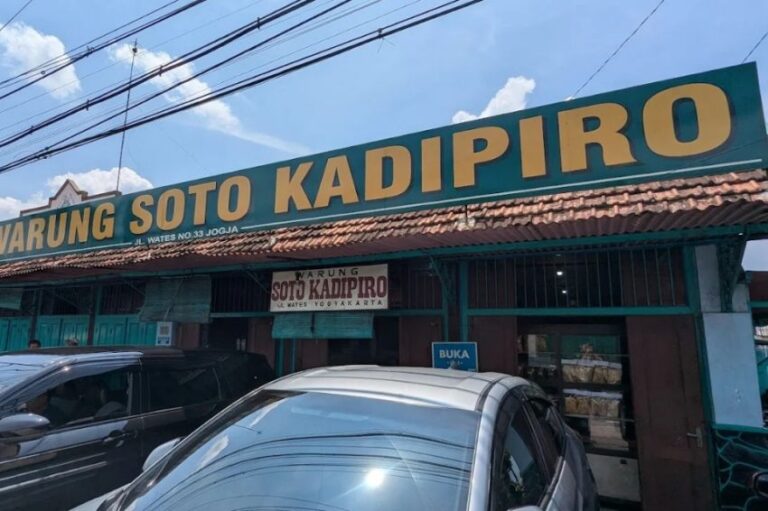 WARUNG SOTO KADIPIRO
JL. WATES NO.33 JOGJA
WARUNG
SOTO KADIPIRO
JL WATES YOGYAKARTA
BUKA